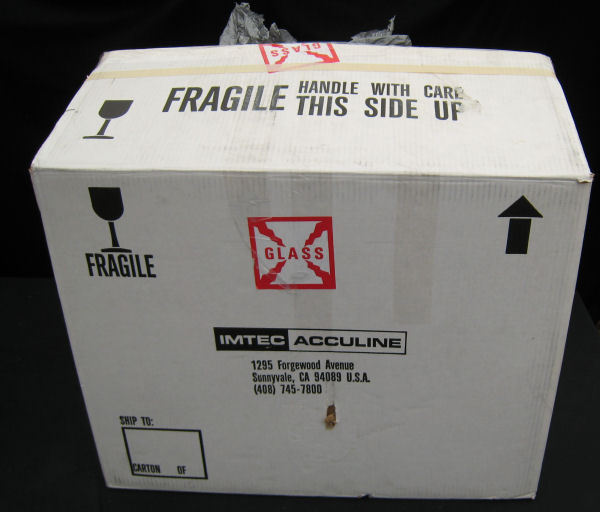 GLASS
FRAGILE HANDLE WITH CARE
THIS SIDE UP
FRAGILE
GLASS
IMTEC ACCULINE
1295 Forgewood Avenue
Sunnyvale, CA 94089 U.S.A.
(408) 745-7800
SHIP TO:
CARTON OF